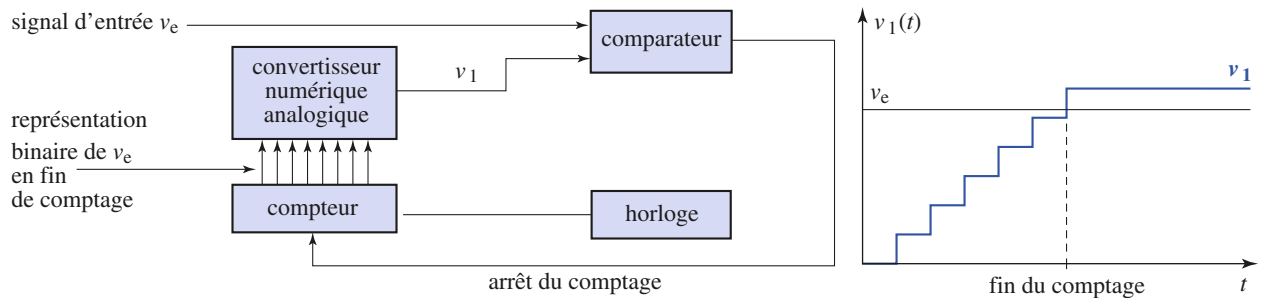 signal d'entrée ve
comparateur
convertisseur
numérique
analogique
v1
représentation
binaire de ve
en fin
de comptage
compteur
horloge
arrêt du comptage
v1(t)
v1
ve
fin du comptage
t